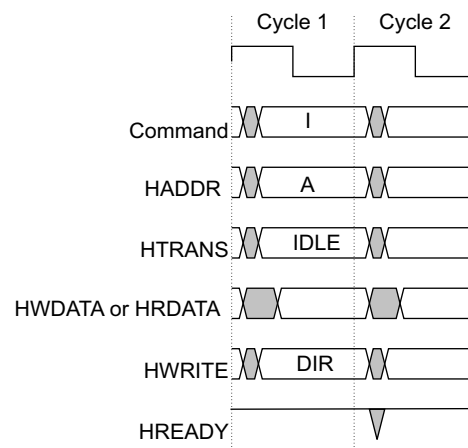 Cycle 1 Cycle 2
Command I
HADDR A
HTRANS IDLE
HWDATA or HRDATA
HWRITE DIR
HREADY